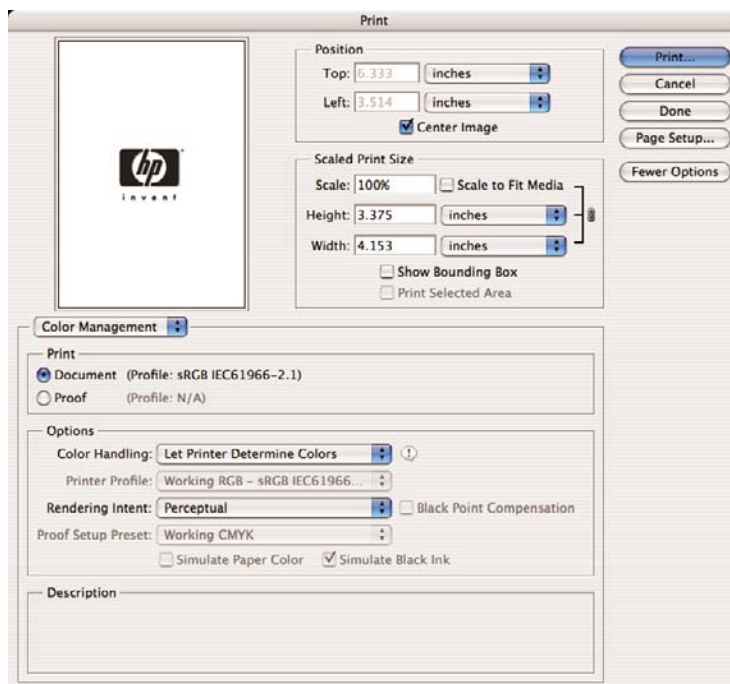 Print
hp
invent
Position
Top: 6.333 inches
Left: 3.514 inches
Center Image
Scaled Print Size
Scale: 100% Scale to Fit Media
Height: 3.375 inches
Width: 4.153 inches
Show Bounding Box
Print Selected Area
Print...
Cancel
Done
Page Setup...
Fewer Options
Color Management
Print
Document (Profile: sRGB IEC61966-2.1)
Proof (Profile: N/A)
Options
Color Handling: Let Printer Determine Colors
Printer Profile: Working RGB - sRGB IEC61966...
Rendering Intent: Perceptual Black Point Compensation
Proof Setup Preset: Working CMYK
Simulate Paper Color Simulate Black Ink
Description